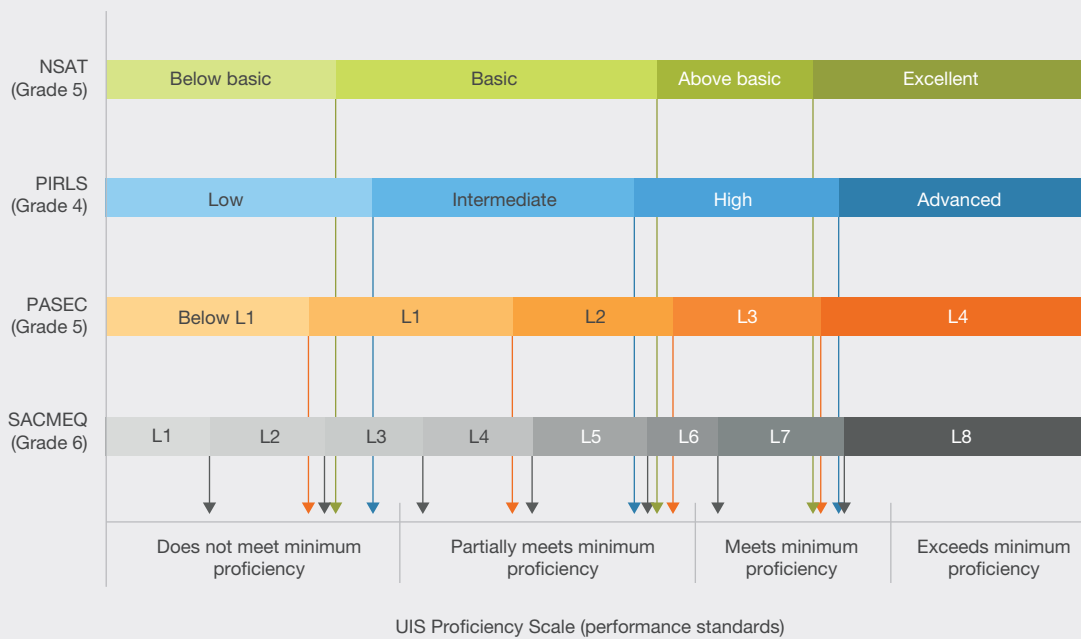 NSAT
(Grade 5)
Below basic
Basic
Above basic
Excellent
PIRLS
(Grade 4)
Low
Intermediate
High
Advanced
PASEC
(Grade 5)
Below L1
L1
L2
L3
L4
SACMEQ
(Grade 6)
L1
L2
L3
L4
L5
L6
L7
L8
Does not meet minimum
proficiency
Partially meets minimum
proficiency
Meets minimum
proficiency
Exceeds minimum
proficiency
UIS Proficiency Scale (performance standards)